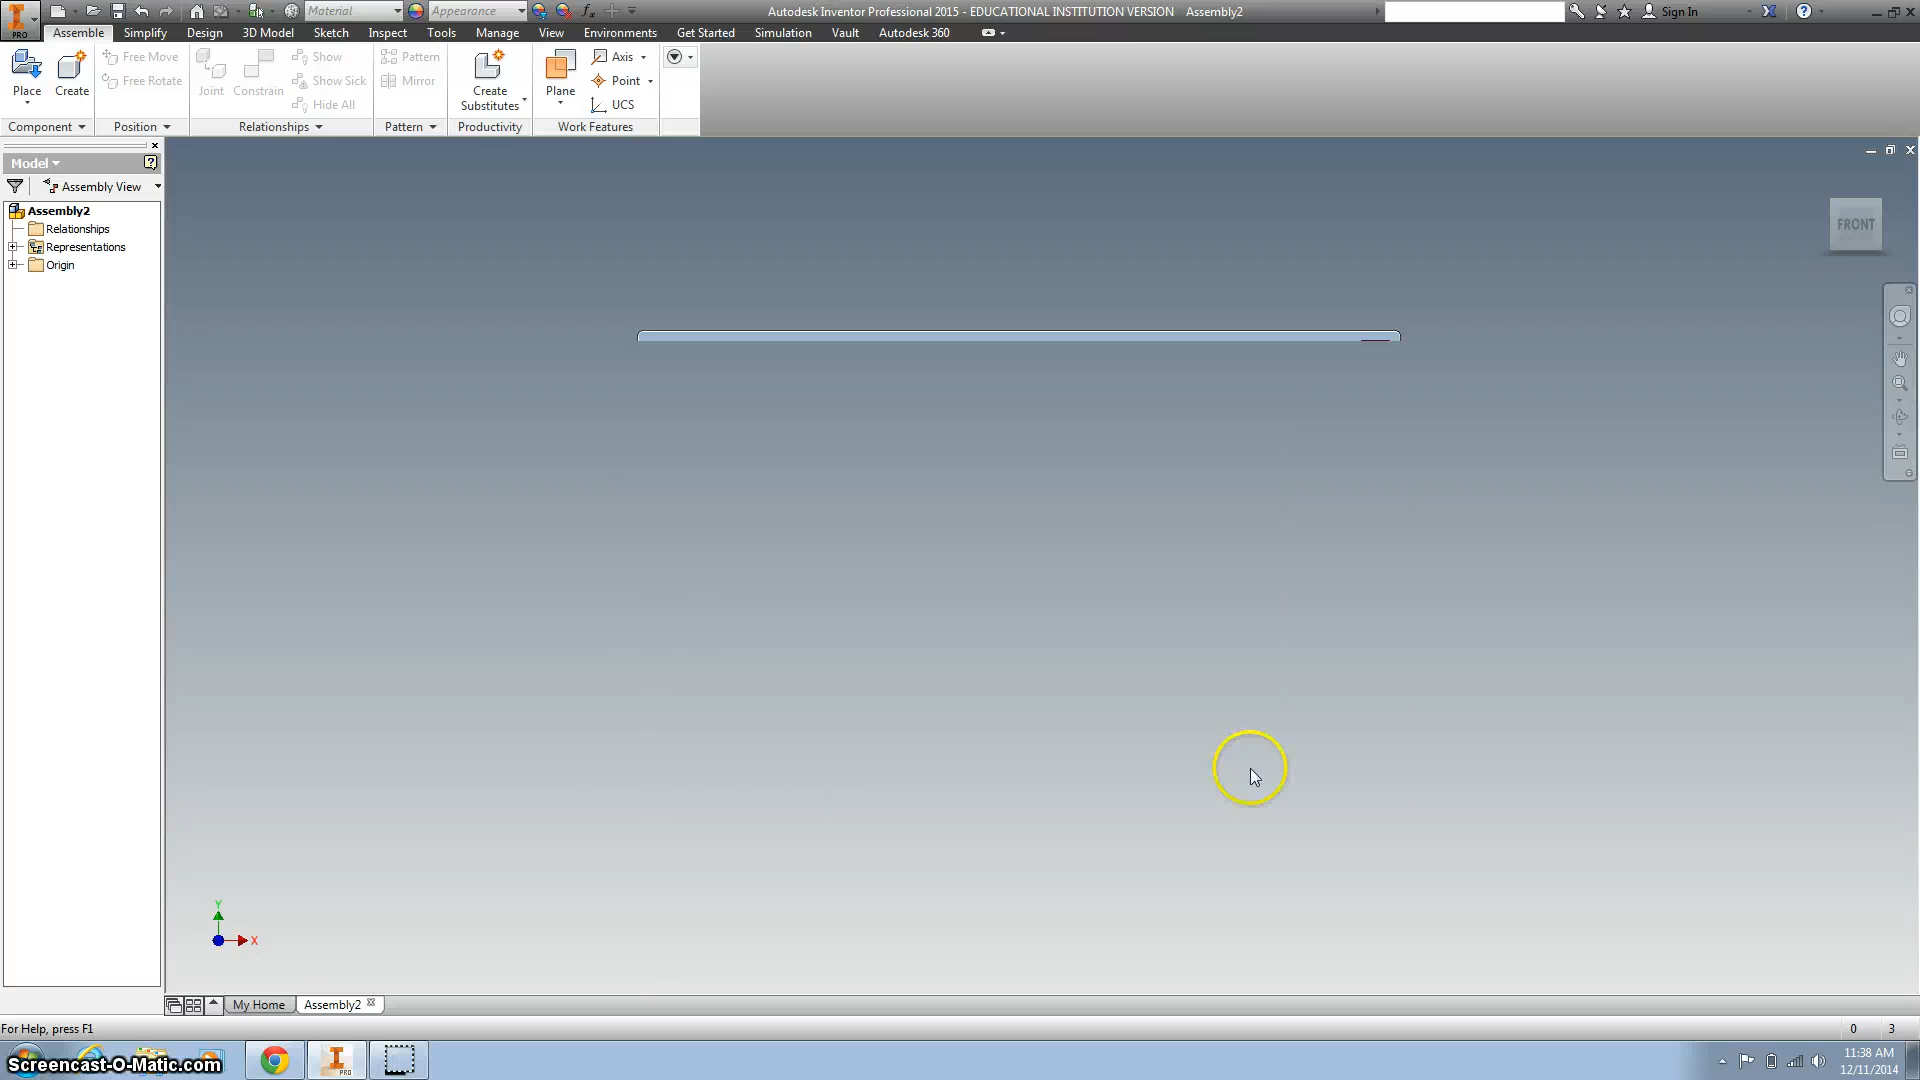 Material
Appearance
Autodesk Inventor Professional 2015 - EDUCATIONAL INSTITUTION VERSION Assembly2
Sign In
PRO
Assemble Simplify Design 3D Model Sketch Inspect Tools Manage View Environments Get Started Simulation Vault Autodesk 360
Place
Create
Free Move
Free Rotate
Joint
Constrain
Show
Show Sick
Hide All
Pattern
Mirror
Create
Substitutes
Plane
Axis
Point
UCS
Component
Position
Relationships
Pattern
Productivity
Work Features
Model
Assembly View
Assembly2
Relationships
Representations
Origin
FRONT
Y
X
My Home
Assembly2
For Help, press F1
0 3
Screencast-O-Matic.com
PRO
11:38 AM
12/11/2014